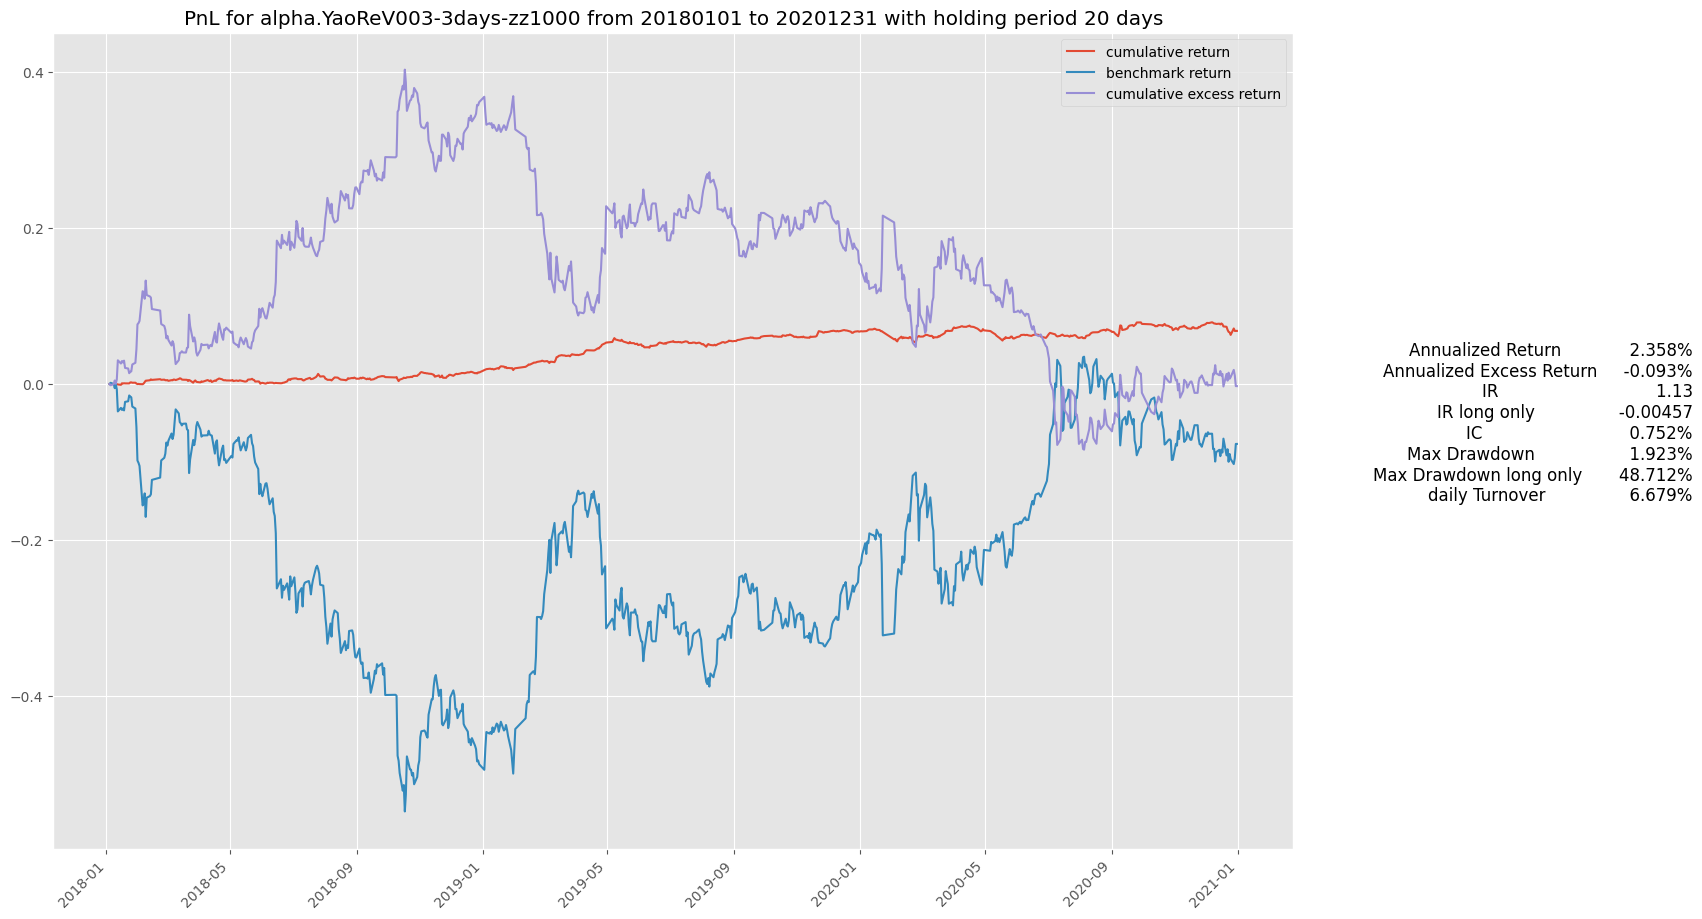 PnL for alpha.YaoReV003-3days-zz1000 from 20180101 to 20201231 with holding period 20 days
cumulative return
benchmark return
cumulative excess return
0.4
0.2
0.0
−0.2
−0.4
2018-01
2018-05
2018-09
2019-01
2019-05
2019-09
2020-01
2020-05
2020-09
2021-01
Annualized Return 2.358%
Annualized Excess Return -0.093%
IR 1.13
IR long only -0.00457
IC 0.752%
Max Drawdown 1.923%
Max Drawdown long only 48.712%
daily Turnover 6.679%